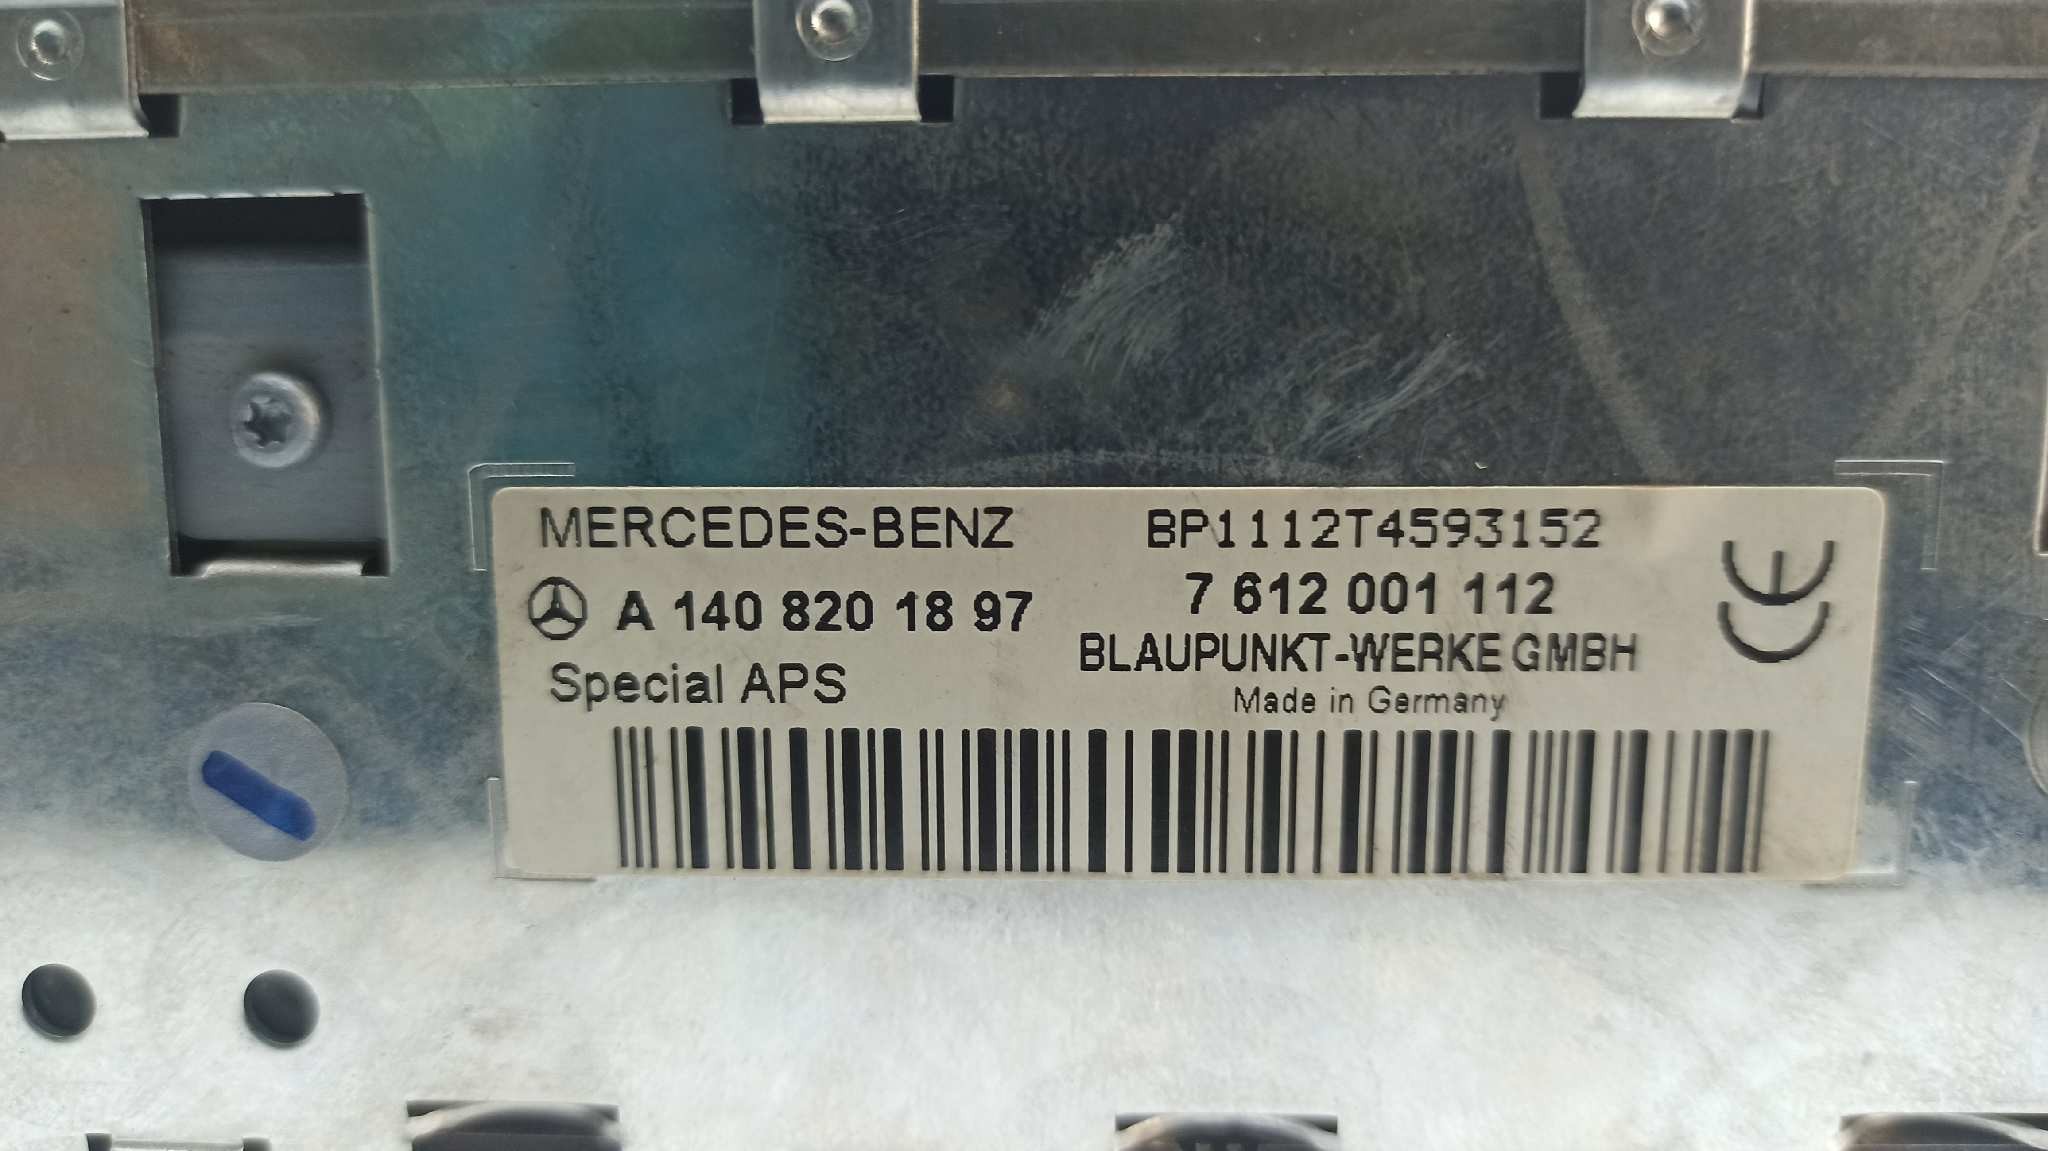 MERCEDES-BENZ
A 140 820 18 97
Special APS
BP1112T4593152
7 612 001 112
BLAUPUNKT-WERKE GMBH
Made in Germany
CE